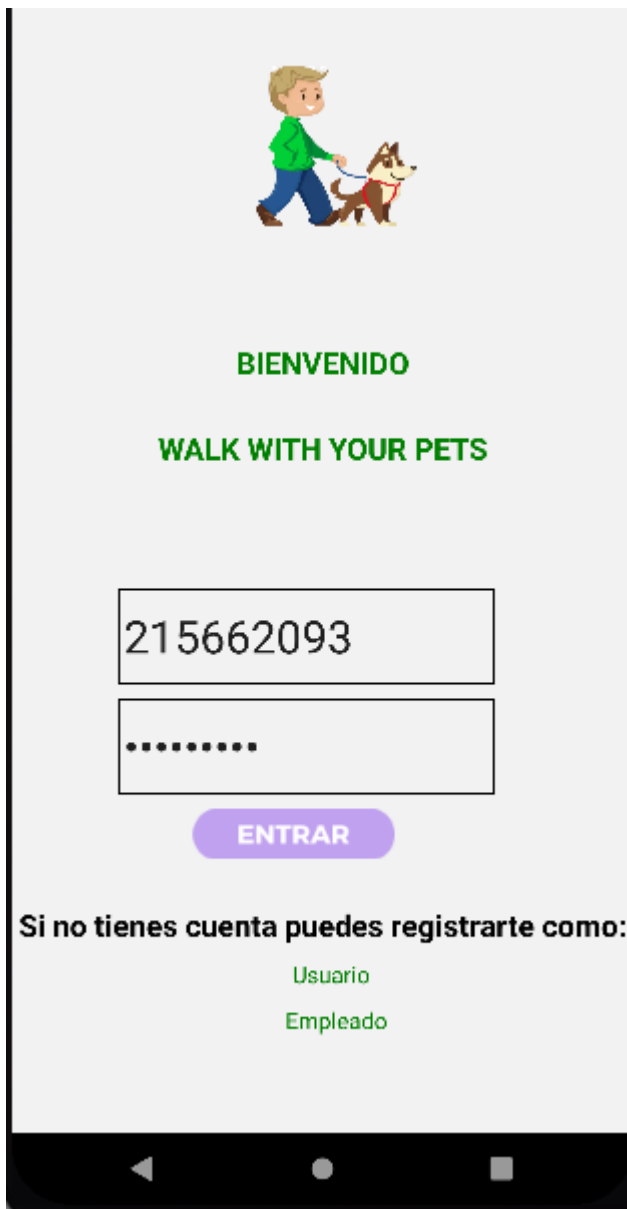 BIENVENIDO
WALK WITH YOUR PETS
215662093
•••••••••
ENTRAR
Si no tienes cuenta puedes registrarte como:
Usuario
Empleado